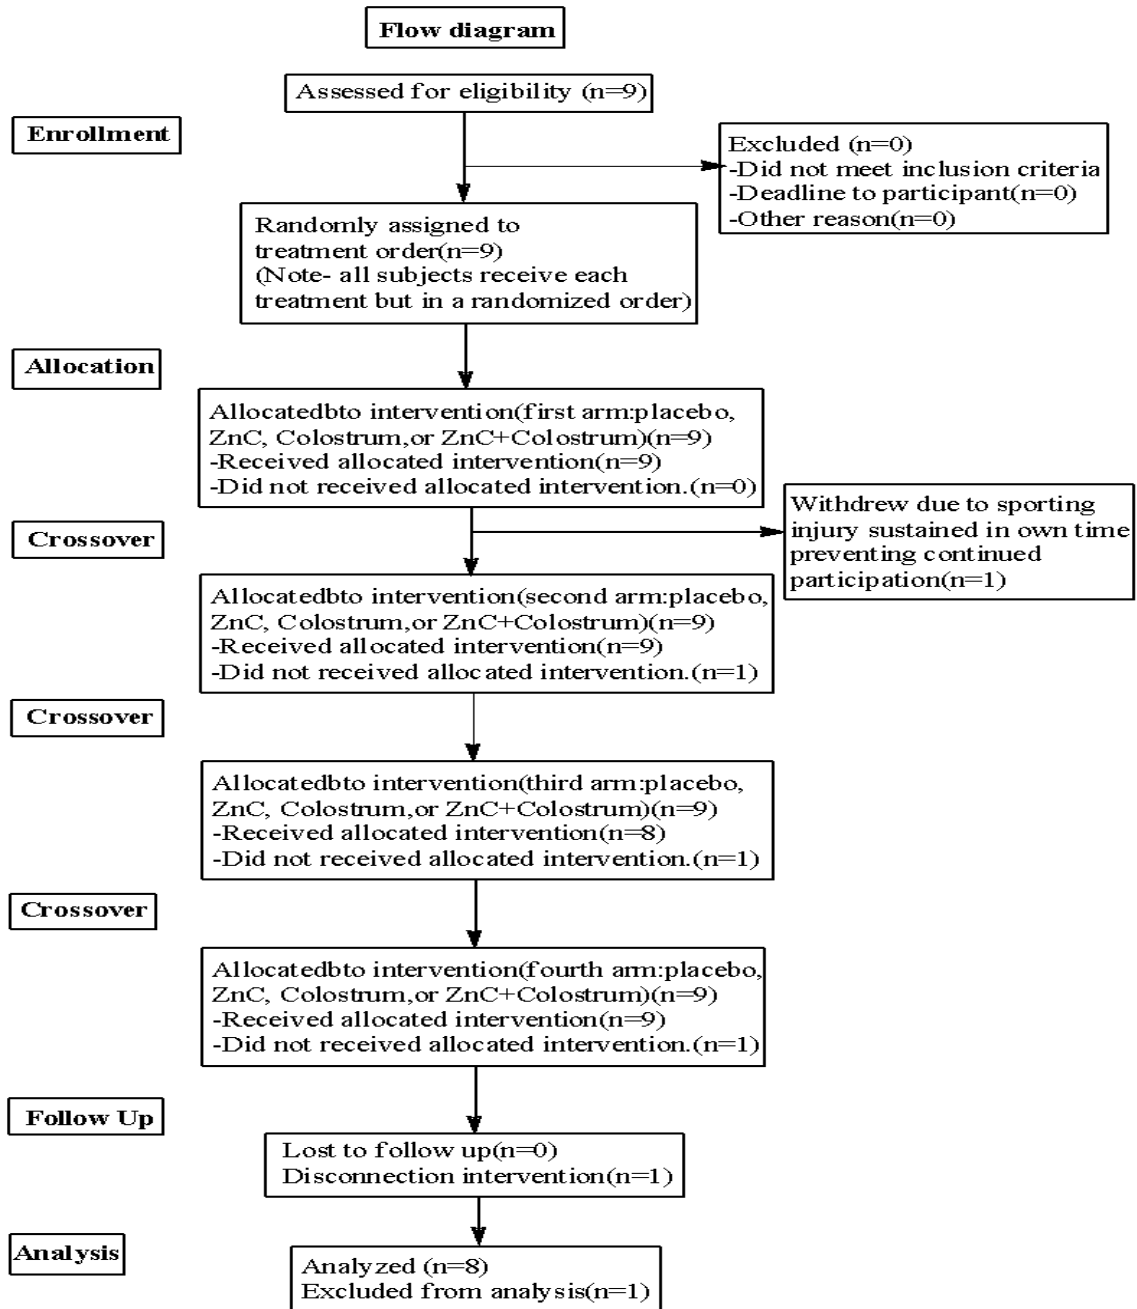 Flow diagram
Assessed for eligibility (n=9)
Enrollment
Excluded (n=0)
-Did not meet inclusion criteria
-Deadline to participant(n=0)
-Other reason(n=0)
Randomly assigned to
treatment order(n=9)
(Note- all subjects receive each
treatment but in a randomized order)
Allocation
Allocatedbto intervention(first arm:placebo,
ZnC, Colostrum,or ZnC+Colostrum)(n=9)
-Received allocated intervention(n=9)
-Did not received allocated intervention.(n=0)
Withdrew due to sporting
injury sustained in own time
preventing continued
participation(n=1)
Crossover
Allocatedbto intervention(second arm:placebo,
ZnC, Colostrum,or ZnC+Colostrum)(n=9)
-Received allocated intervention(n=9)
-Did not received allocated intervention.(n=1)
Crossover
Allocatedbto intervention(third arm:placebo,
ZnC, Colostrum,or ZnC+Colostrum)(n=9)
-Received allocated intervention(n=8)
-Did not received allocated intervention.(n=1)
Crossover
Allocatedbto intervention(fourth arm:placebo,
ZnC, Colostrum,or ZnC+Colostrum)(n=9)
-Received allocated intervention(n=9)
-Did not received allocated intervention.(n=1)
Follow Up
Lost to follow up(n=0)
Disconnection intervention(n=1)
Analysis
Analyzed (n=8)
Excluded from analysis(n=1)